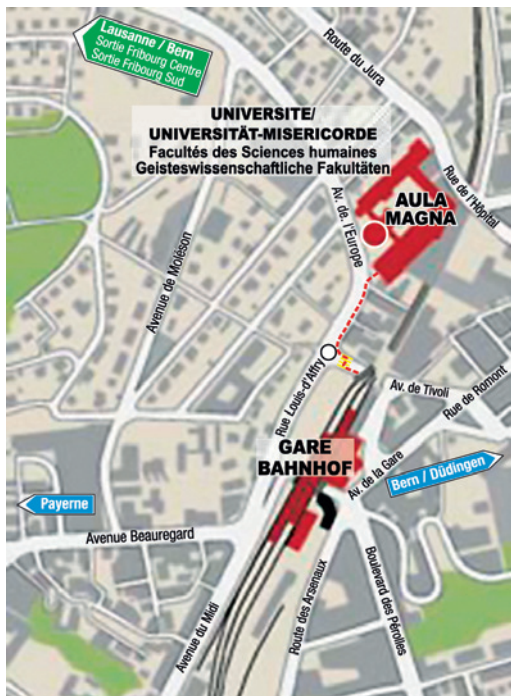 Lausanne / Bern
Sortie Fribourg Centre
Sortie Fribourg Sud
Route du Jura
UNIVERSITE/
UNIVERSITÄT-MISERICORDE
Facultés des Sciences humaines
Geisteswissenschaftliche Fakultäten
AULA
MAGNA
Rue de l'Hôpital
Av. de. l'Europe
Avenue de Moléson
Rue Louis-d'Affry
Av. de Tivoli
Rue de Romont
GARE
BAHNHOF
Av. de la Gare
Bern / Düdingen
Payerne
Avenue Beauregard
Avenue du Midi
Route des Arsenaux
Boulevard des Pérolles